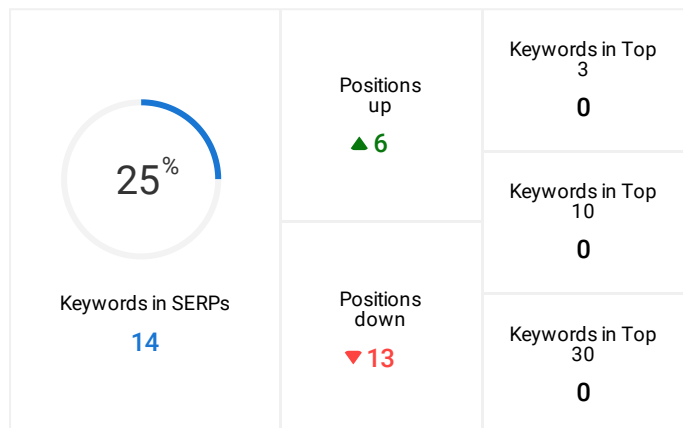 25%
Keywords in SERPs
14
Positions
up
6
Positions
down
13
Keywords in Top
3
0
Keywords in Top
10
0
Keywords in Top
30
0